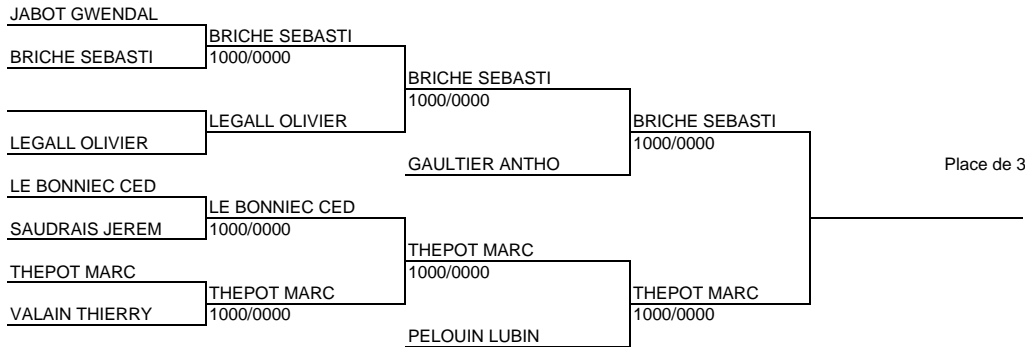 JABOT GWENDAL
BRICHE SEBASTI
BRICHE SEBASTI
1000/0000
BRICHE SEBASTI
1000/0000
LEGALL OLIVIER
BRICHE SEBASTI
1000/0000
LEGALL OLIVIER
GAULTIER ANTHO
Place de 3
LE BONNIEC CED
LE BONNIEC CED
1000/0000
SAUDRAIS JEREM
THEPOT MARC
1000/0000
THEPOT MARC
THEPOT MARC
1000/0000
THEPOT MARC
1000/0000
VALAIN THIERRY
PELOUIN LUBIN